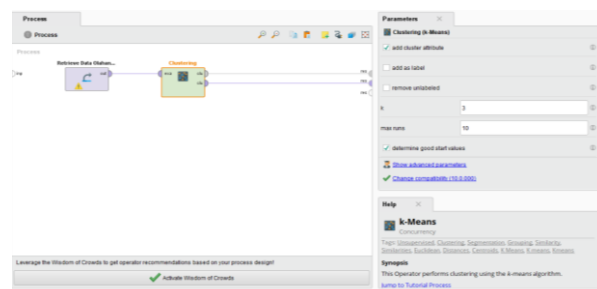 Process
Process
Process
Retrieve Data Olahan...
Clustering
inp
out
exa
clu
clu
res
res
res
Leverage the Wisdom of Crowds to get operator recommendations based on your process design!
Activate Wisdom of Crowds
Parameters
Clustering (k-Means)
add cluster attribute
add as label
remove unlabeled
k
3
max runs
10
determine good start values
Show advanced parameters
Change compatibility (10.0.000)
Help
k-Means
Concurrency
Tags: Unsupervised, Clustering, Segmentation, Grouping, Similarity,
Similarities, Euclidean, Distances, Centroids, K Means, K-means, Kmeans
Synopsis
This Operator performs clustering using the k-means algorithm.
Jump to Tutorial Process